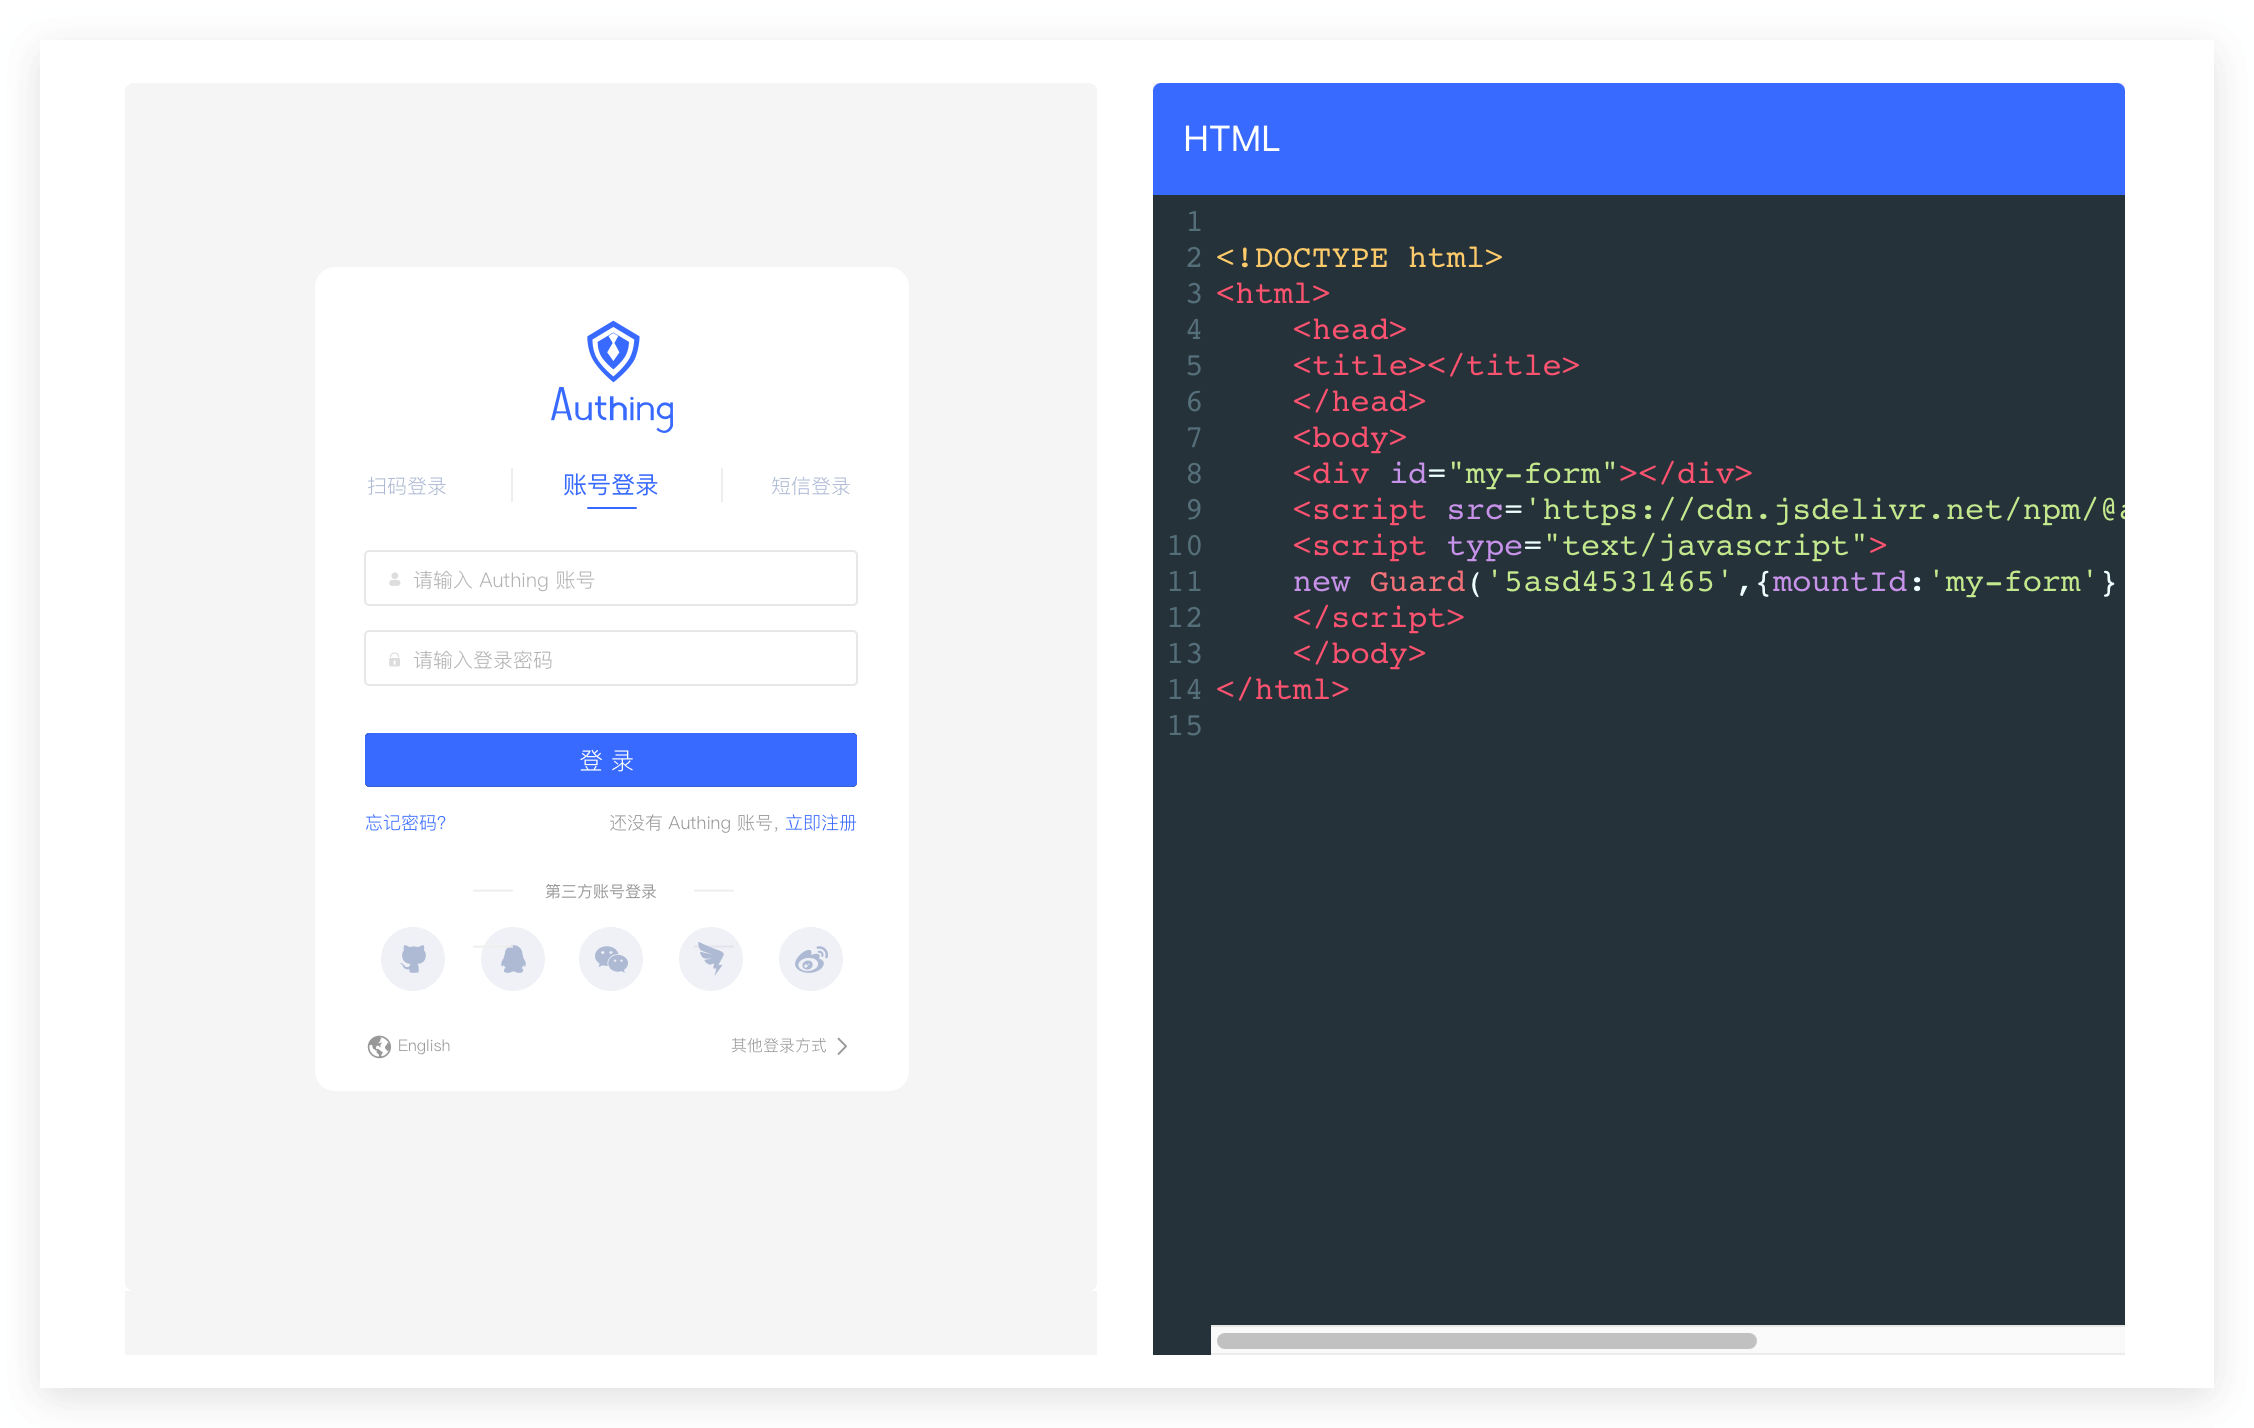 Authing
扫码登录 账号登录 短信登录
请输入 Authing 账号
请输入登录密码
登 录
忘记密码? 还没有 Authing 账号, 立即注册
第三方账号登录
English 其他登录方式
HTML
1
2 <!DOCTYPE html>
3 <html>
4 <head>
5 <title></title>
6 </head>
7 <body>
8 <div id="my-form"></div>
9 <script src='https://cdn.jsdelivr.net/npm/@a
10 <script type="text/javascript">
11 new Guard('5asd4531465',{mountId:'my-form'}
12 </script>
13 </body>
14 </html>
15